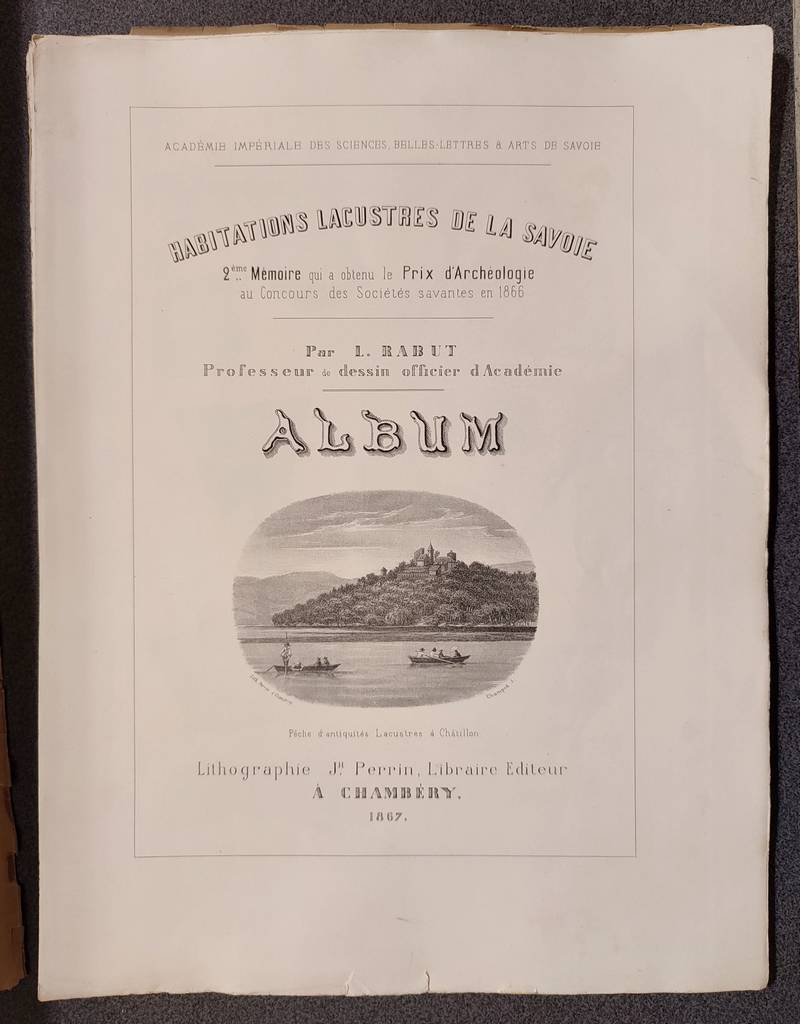 ACADÉMIE IMPÉRIALE DES SCIENCES, BELLES-LETTRES & ARTS DE SAVOIE
HABITATIONS LACUSTRES DE LA SAVOIE
2ème Mémoire qui a obtenu le Prix d'Archéologie
au Concours des Sociétés savantes en 1866
Par L. RABUT
Professeur de dessin officier d'Académie
ALBUM
Champod
Pêche d'antiquités Lacustres à Châtillon
Lithographie Jh Perrin, Libraire Editeur
À CHAMBÉRY.
1867.